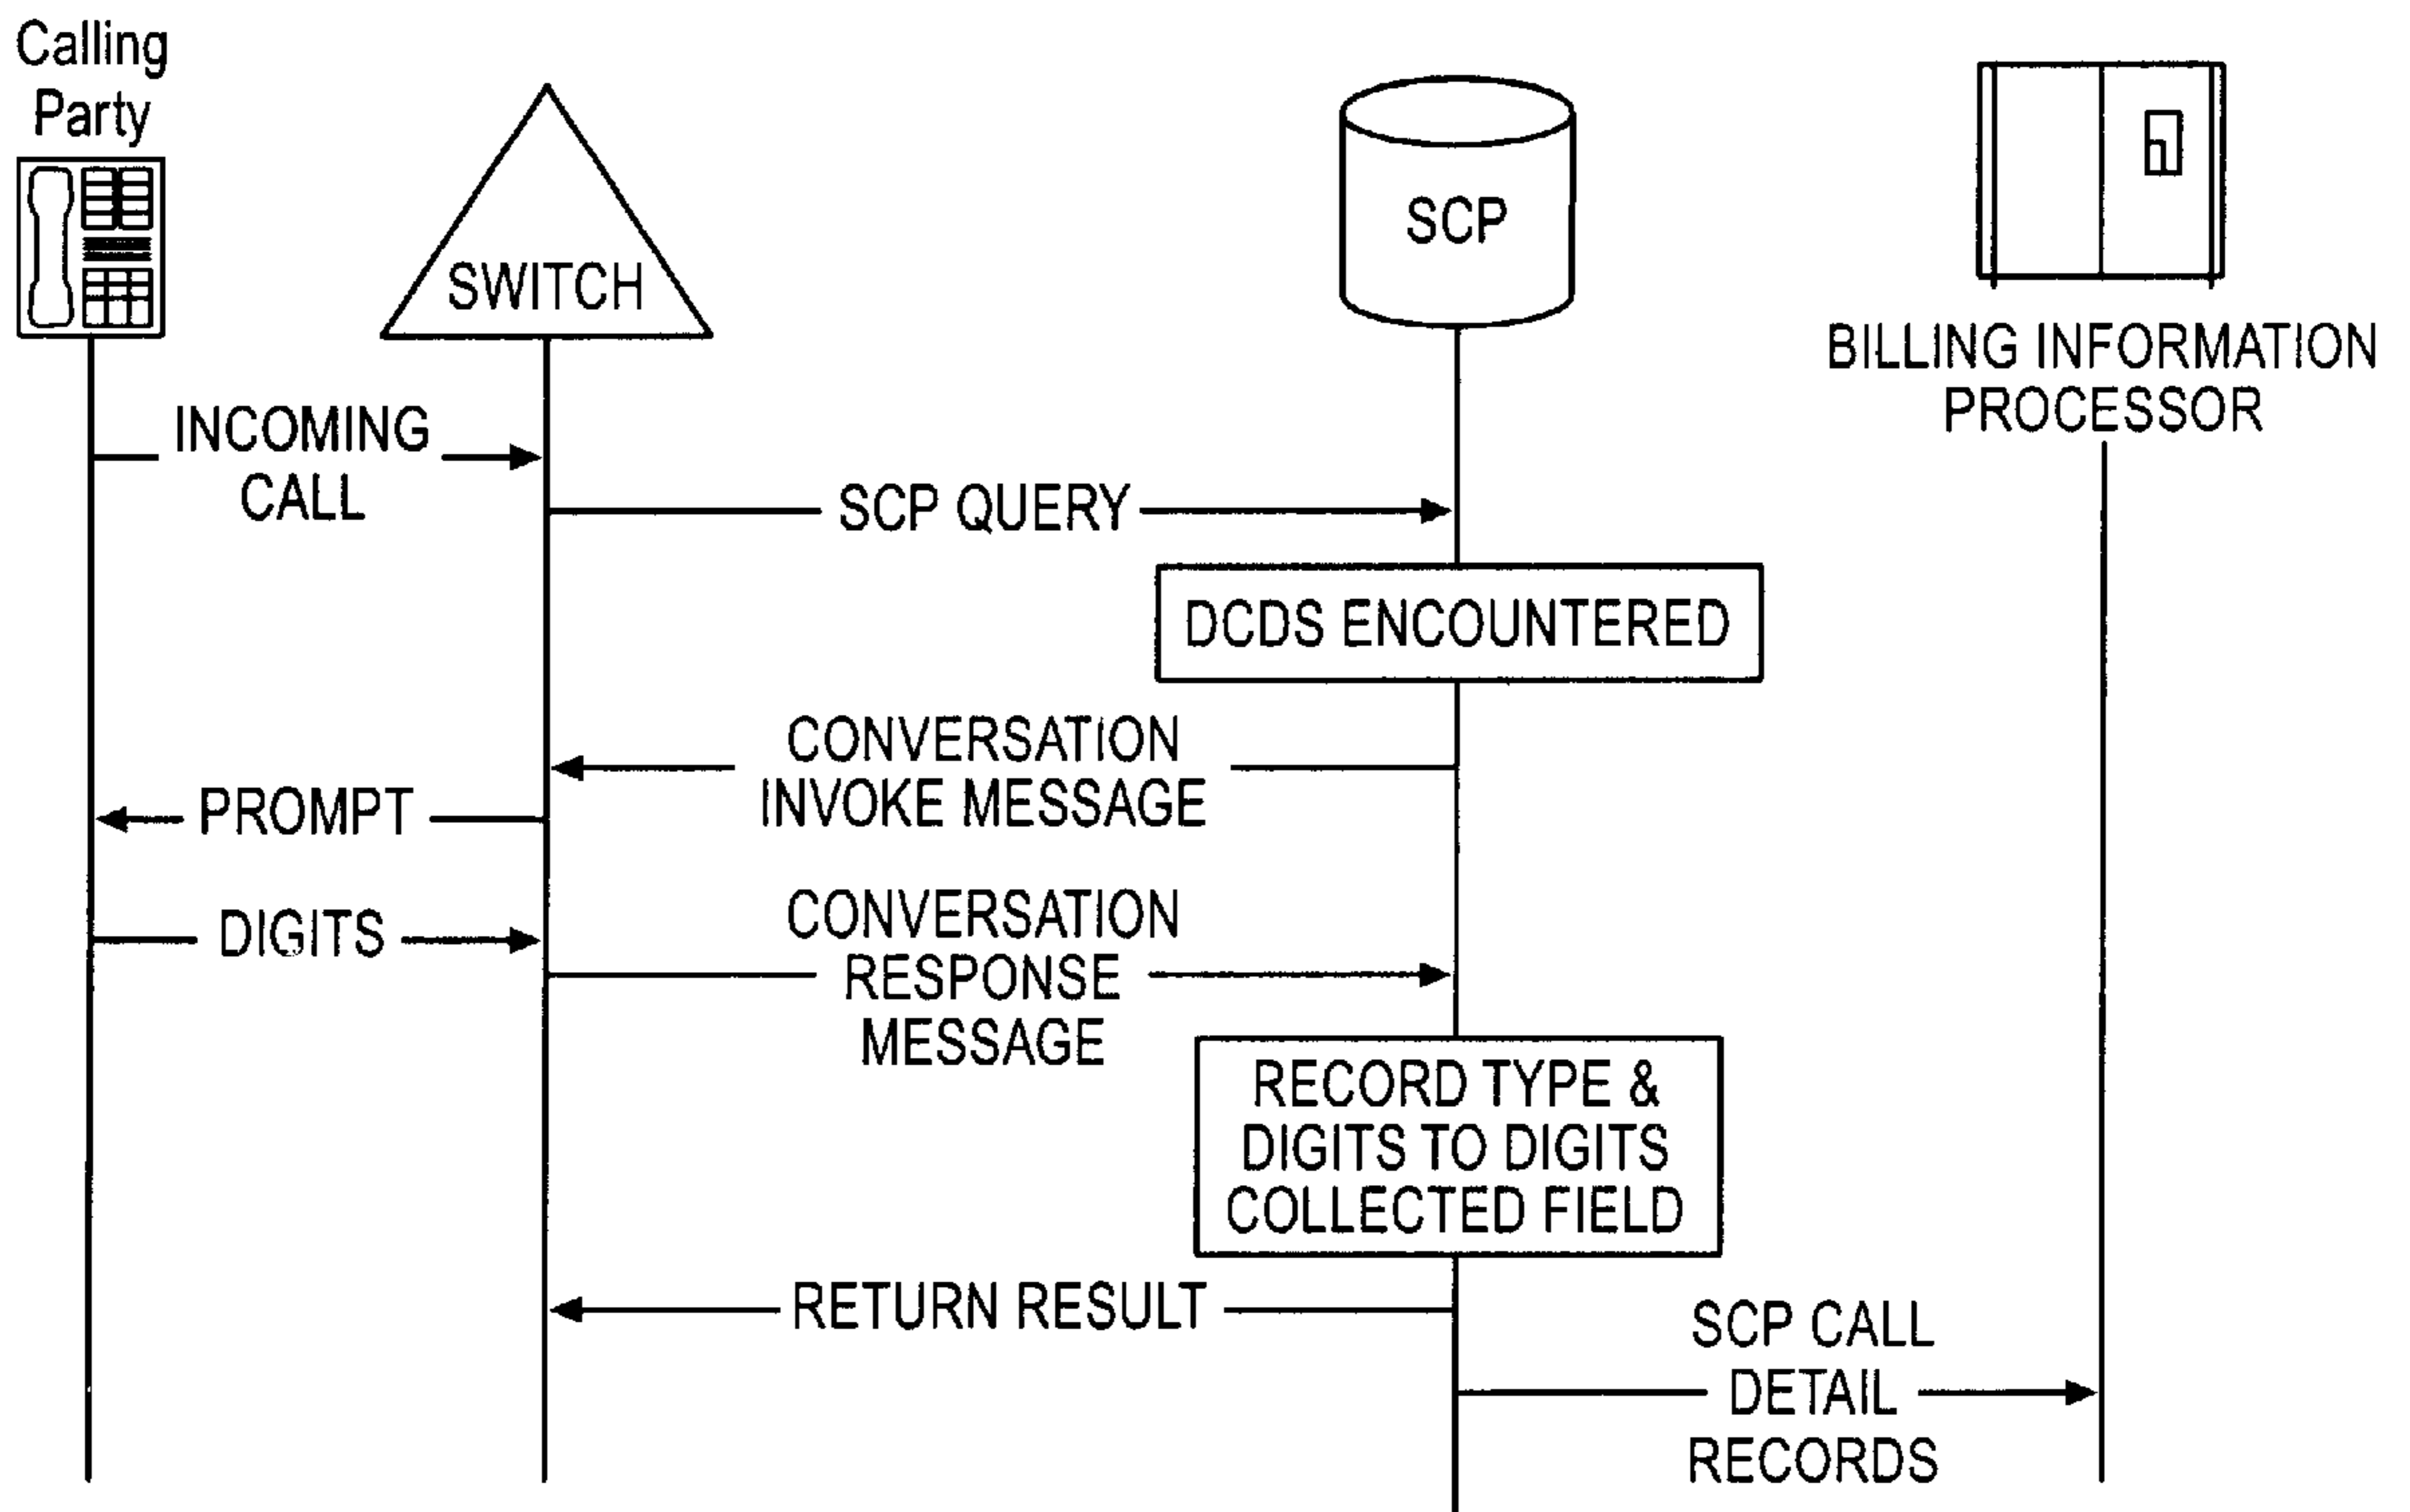 Calling
Party
SWITCH
SCP
BILLING INFORMATION
PROCESSOR
INCOMING
CALL
SCP QUERY
DCDS ENCOUNTERED
CONVERSATION
INVOKE MESSAGE
PROMPT
DIGITS
CONVERSATION
RESPONSE
MESSAGE
RECORD TYPE &
DIGITS TO DIGITS
COLLECTED FIELD
RETURN RESULT
SCP CALL
DETAIL
RECORDS